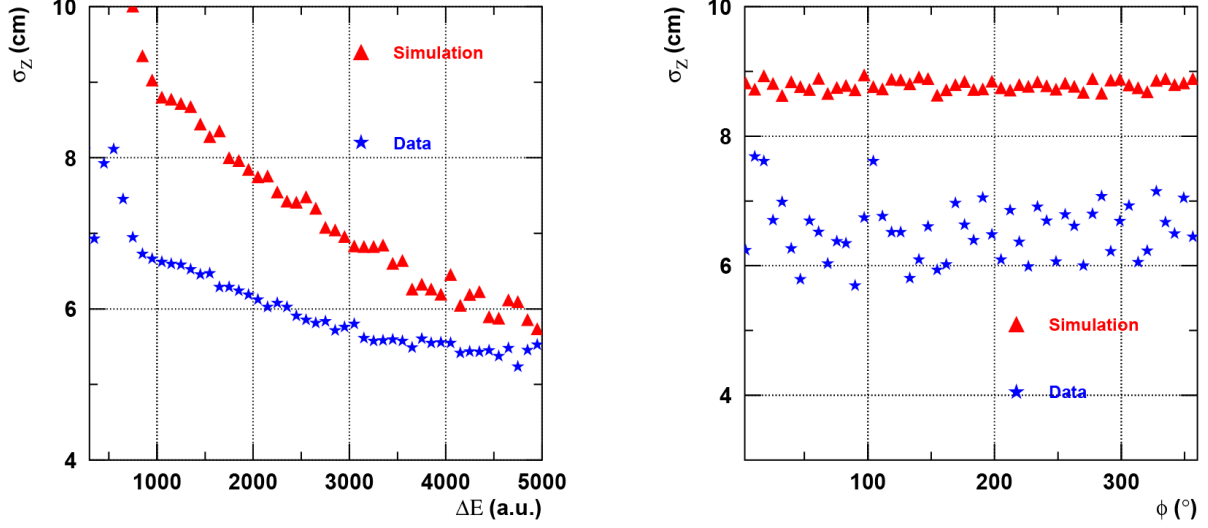 σZ (cm)
10
8
6
4
Simulation
Data
1000 2000 3000 4000 5000
ΔE (a.u.)
σZ (cm)
10
8
6
4
Simulation
Data
0 100 200 300
ϕ (°)